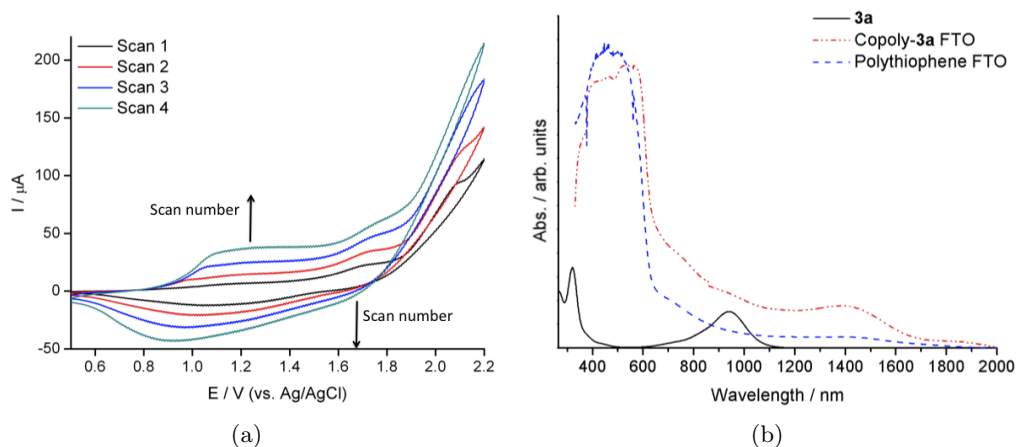 Scan 1
Scan 2
Scan 3
Scan 4
Scan number
Scan number
200
150
100
50
0
-50
I / μA
0.6 0.8 1.0 1.2 1.4 1.6 1.8 2.0 2.2
E / V (vs. Ag/AgCl)
(a)
3a
Copoly-3a FTO
Polythiophene FTO
Abs. / arb. units
400 600 800 1000 1200 1400 1600 1800 2000
Wavelength / nm
(b)